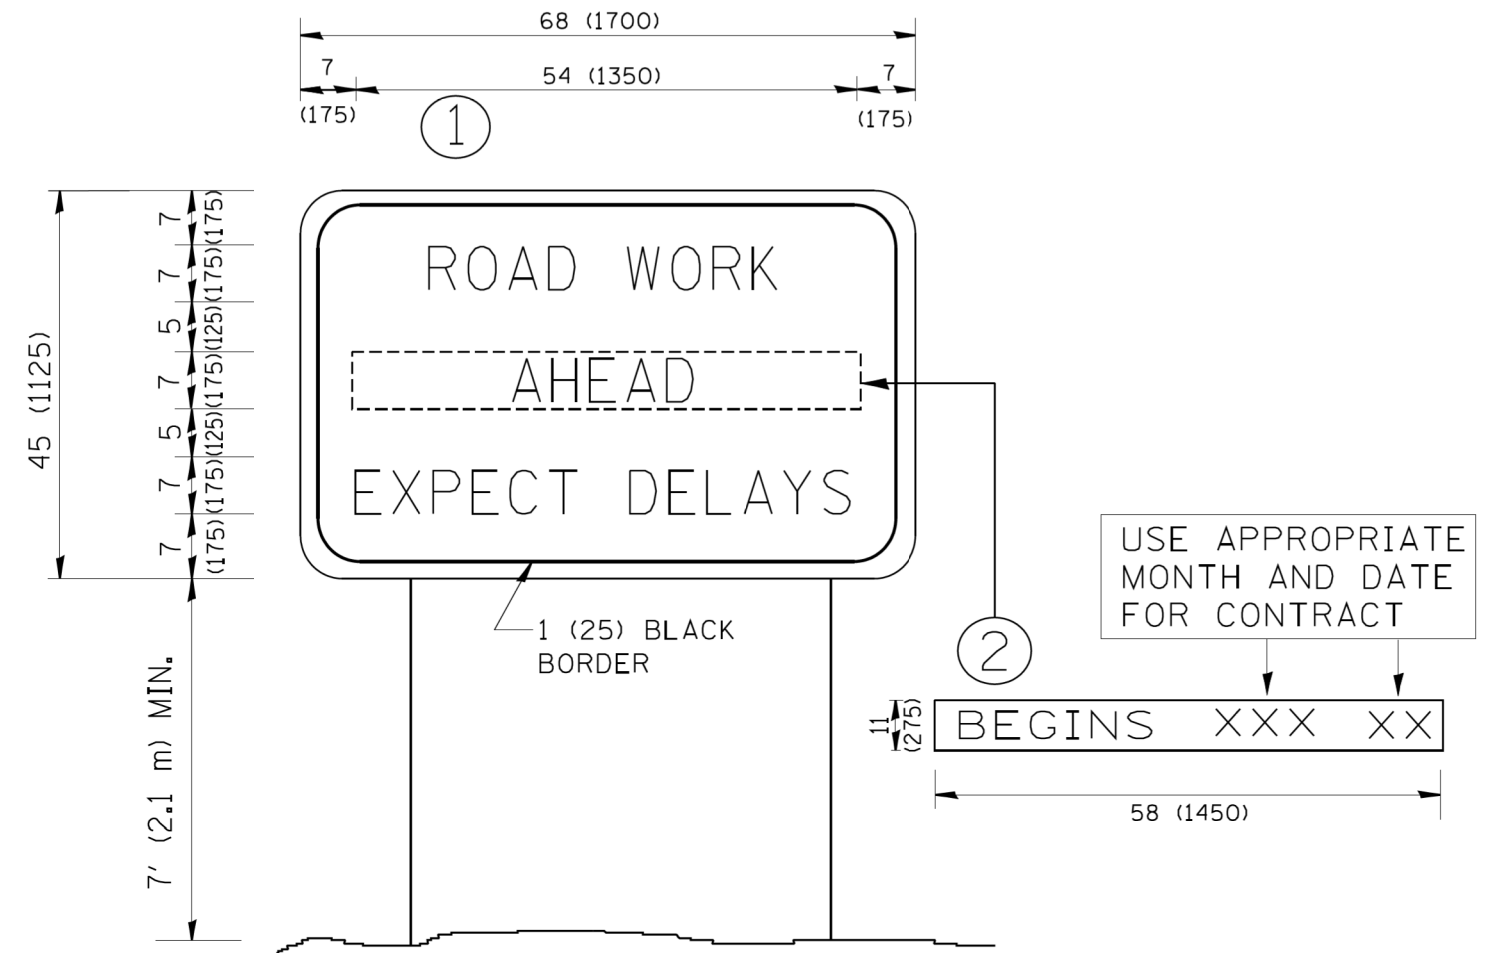 68 (1700)
7
54 (1350)
7
(175)
(175)
1
7
(175)
7
(175)
5
(125)
7
(175)
5
(125)
7
(175)
7
(175)
45 (1125)
ROAD WORK
AHEAD
EXPECT DELAYS
1 (25) BLACK
BORDER
7' (2.1 m) MIN.
USE APPROPRIATE
MONTH AND DATE
FOR CONTRACT
2
11
(275)
BEGINS XXX XX
58 (1450)